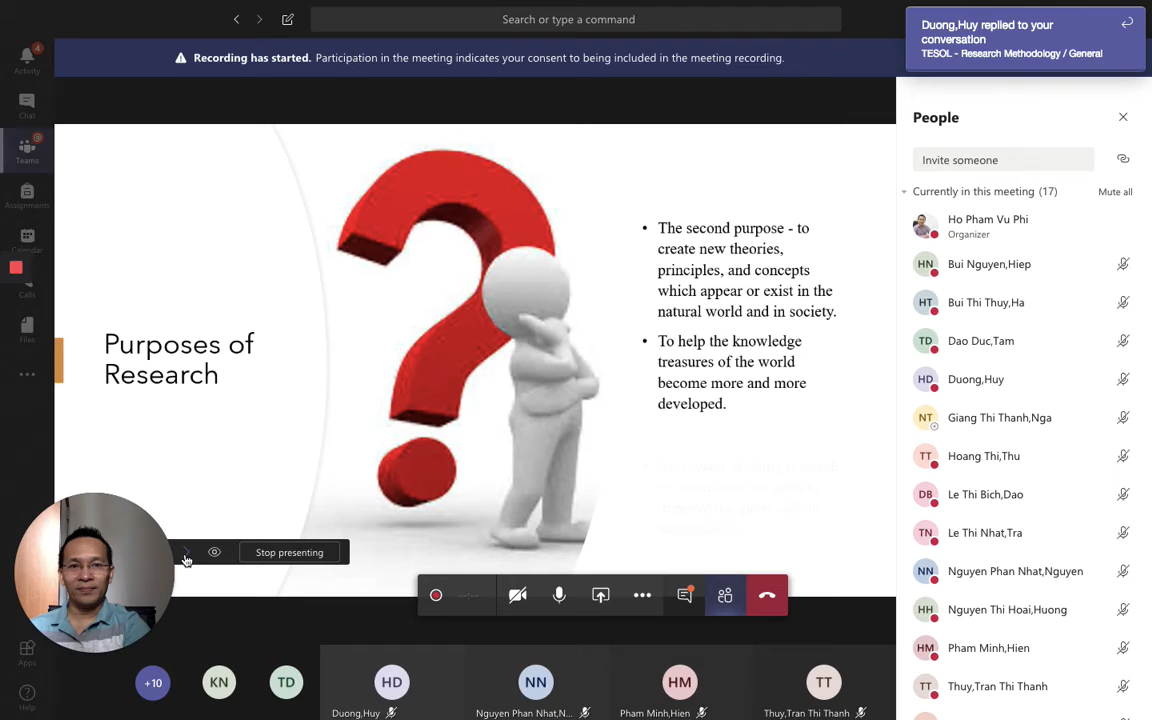 Search or type a command
Duong,Huy replied to your
conversation
TESOL - Research Methodology / General
Recording has started. Participation in the meeting indicates your consent to being included in the meeting recording.
4
Activity
Chat
Teams
Assignments
Calendar
Calls
Files
Apps
Help
Purposes of
Research
• The second purpose - to
create new theories,
principles, and concepts
which appear or exist in the
natural world and in society.
• To help the knowledge
treasures of the world
become more and more
developed.
Stop presenting
--:--
People
Invite someone
Currently in this meeting (17)
Mute all
Ho Pham Vu Phi
Organizer
HN
Bui Nguyen,Hiep
HT
Bui Thi Thuy,Ha
TD
Dao Duc,Tam
HD
Duong,Huy
NT
Giang Thi Thanh,Nga
TT
Hoang Thi,Thu
DB
Le Thi Bich,Dao
TN
Le Thi Nhat,Tra
NN
Nguyen Phan Nhat,Nguyen
HH
Nguyen Thi Hoai,Huong
HM
Pham Minh,Hien
TT
Thuy,Tran Thi Thanh
+10
KN
TD
HD
Duong,Huy
NN
Nguyen Phan Nhat,N...
HM
Pham Minh,Hien
TT
Thuy,Tran Thi Thanh